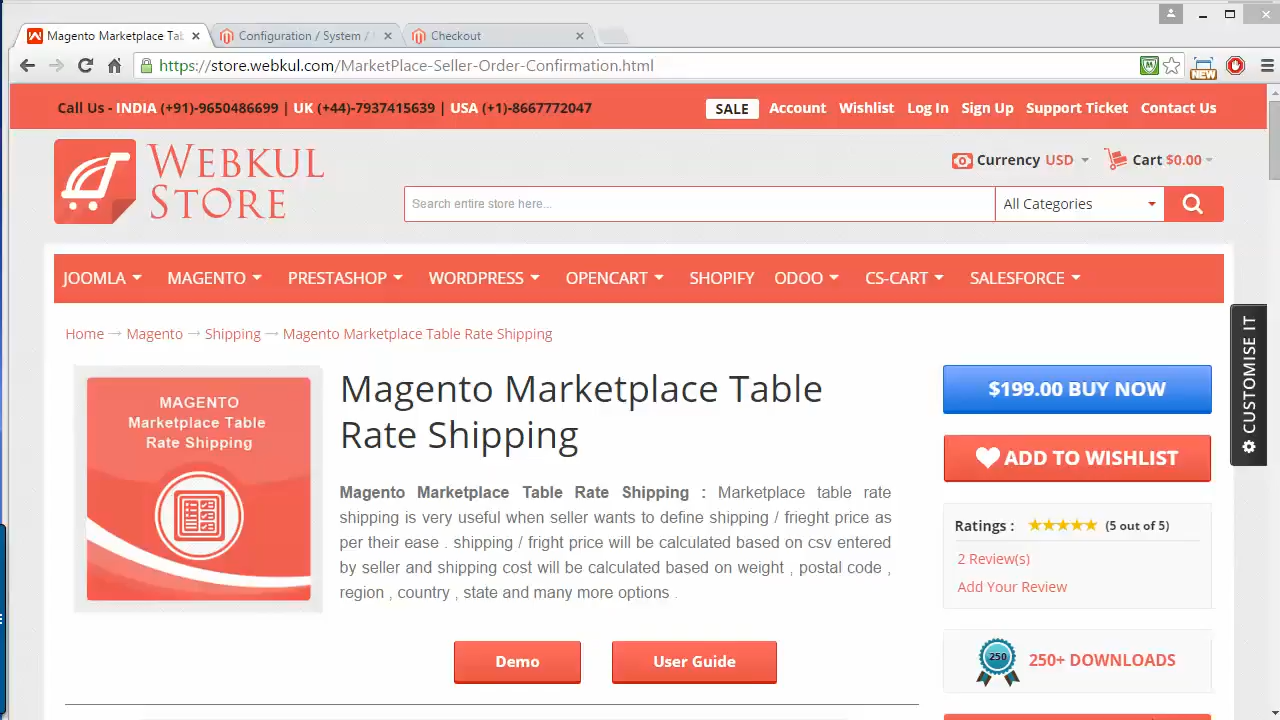 Magento Marketplace Tab
Configuration / System /
Checkout
https://store.webkul.com/MarketPlace-Seller-Order-Confirmation.html
NEW
Call Us - INDIA (+91)-9650486699 | UK (+44)-7937415639 | USA (+1)-8667772047
SALE Account Wishlist Log In Sign Up Support Ticket Contact Us
WEBKUL
STORE
Currency USD Cart $0.00
Search entire store here... All Categories
JOOMLA MAGENTO PRESTASHOP WORDPRESS OPENCART SHOPIFY ODOO CS-CART SALESFORCE
Home → Magento → Shipping → Magento Marketplace Table Rate Shipping
CUSTOMISE IT
MAGENTO
Marketplace Table
Rate Shipping
Magento Marketplace Table
Rate Shipping
Magento Marketplace Table Rate Shipping : Marketplace table rate
shipping is very useful when seller wants to define shipping / frieght price as
per their ease . shipping / fright price will be calculated based on csv entered
by seller and shipping cost will be calculated based on weight , postal code ,
region , country , state and many more options .
Demo User Guide
$199.00 BUY NOW
ADD TO WISHLIST
Ratings : (5 out of 5)
2 Review(s)
Add Your Review
250 250+ DOWNLOADS